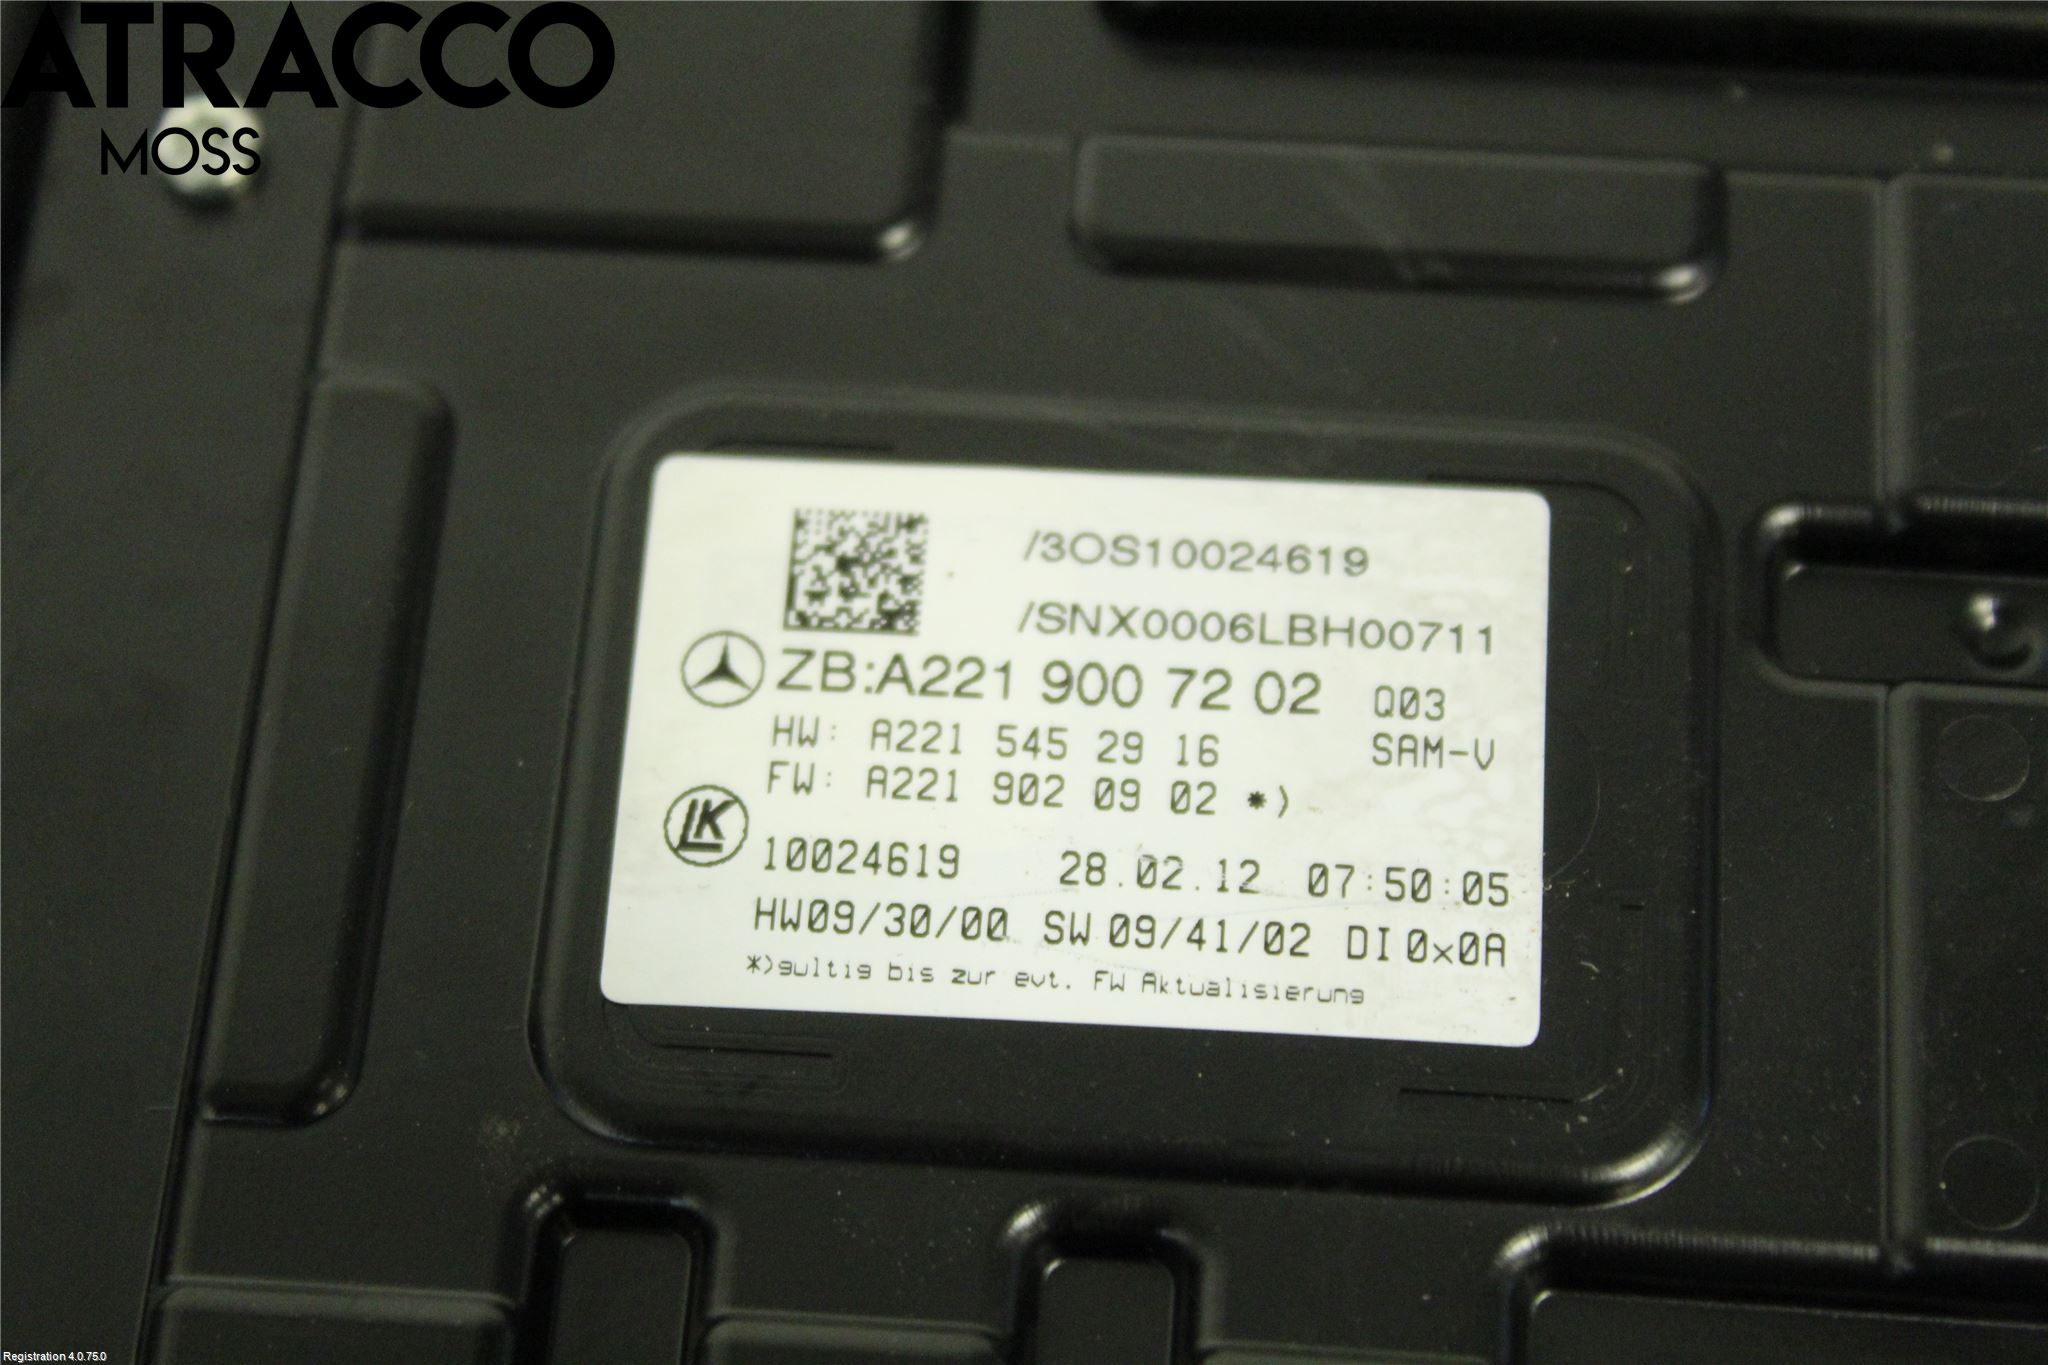 ATRACCO
MOSS
/3OS10024619
/SNX0006LBH00711
ZB:A221 900 72 02 Q03
HW: A221 545 29 16 SAM-V
FW: A221 902 09 02 *)
LK
10024619 28.02.12 07:50:05
HW09/30/00 SW 09/41/02 DI0x0A
*)gultig bis zur evt. FW Aktualisierung
Registration 4.0.75.0